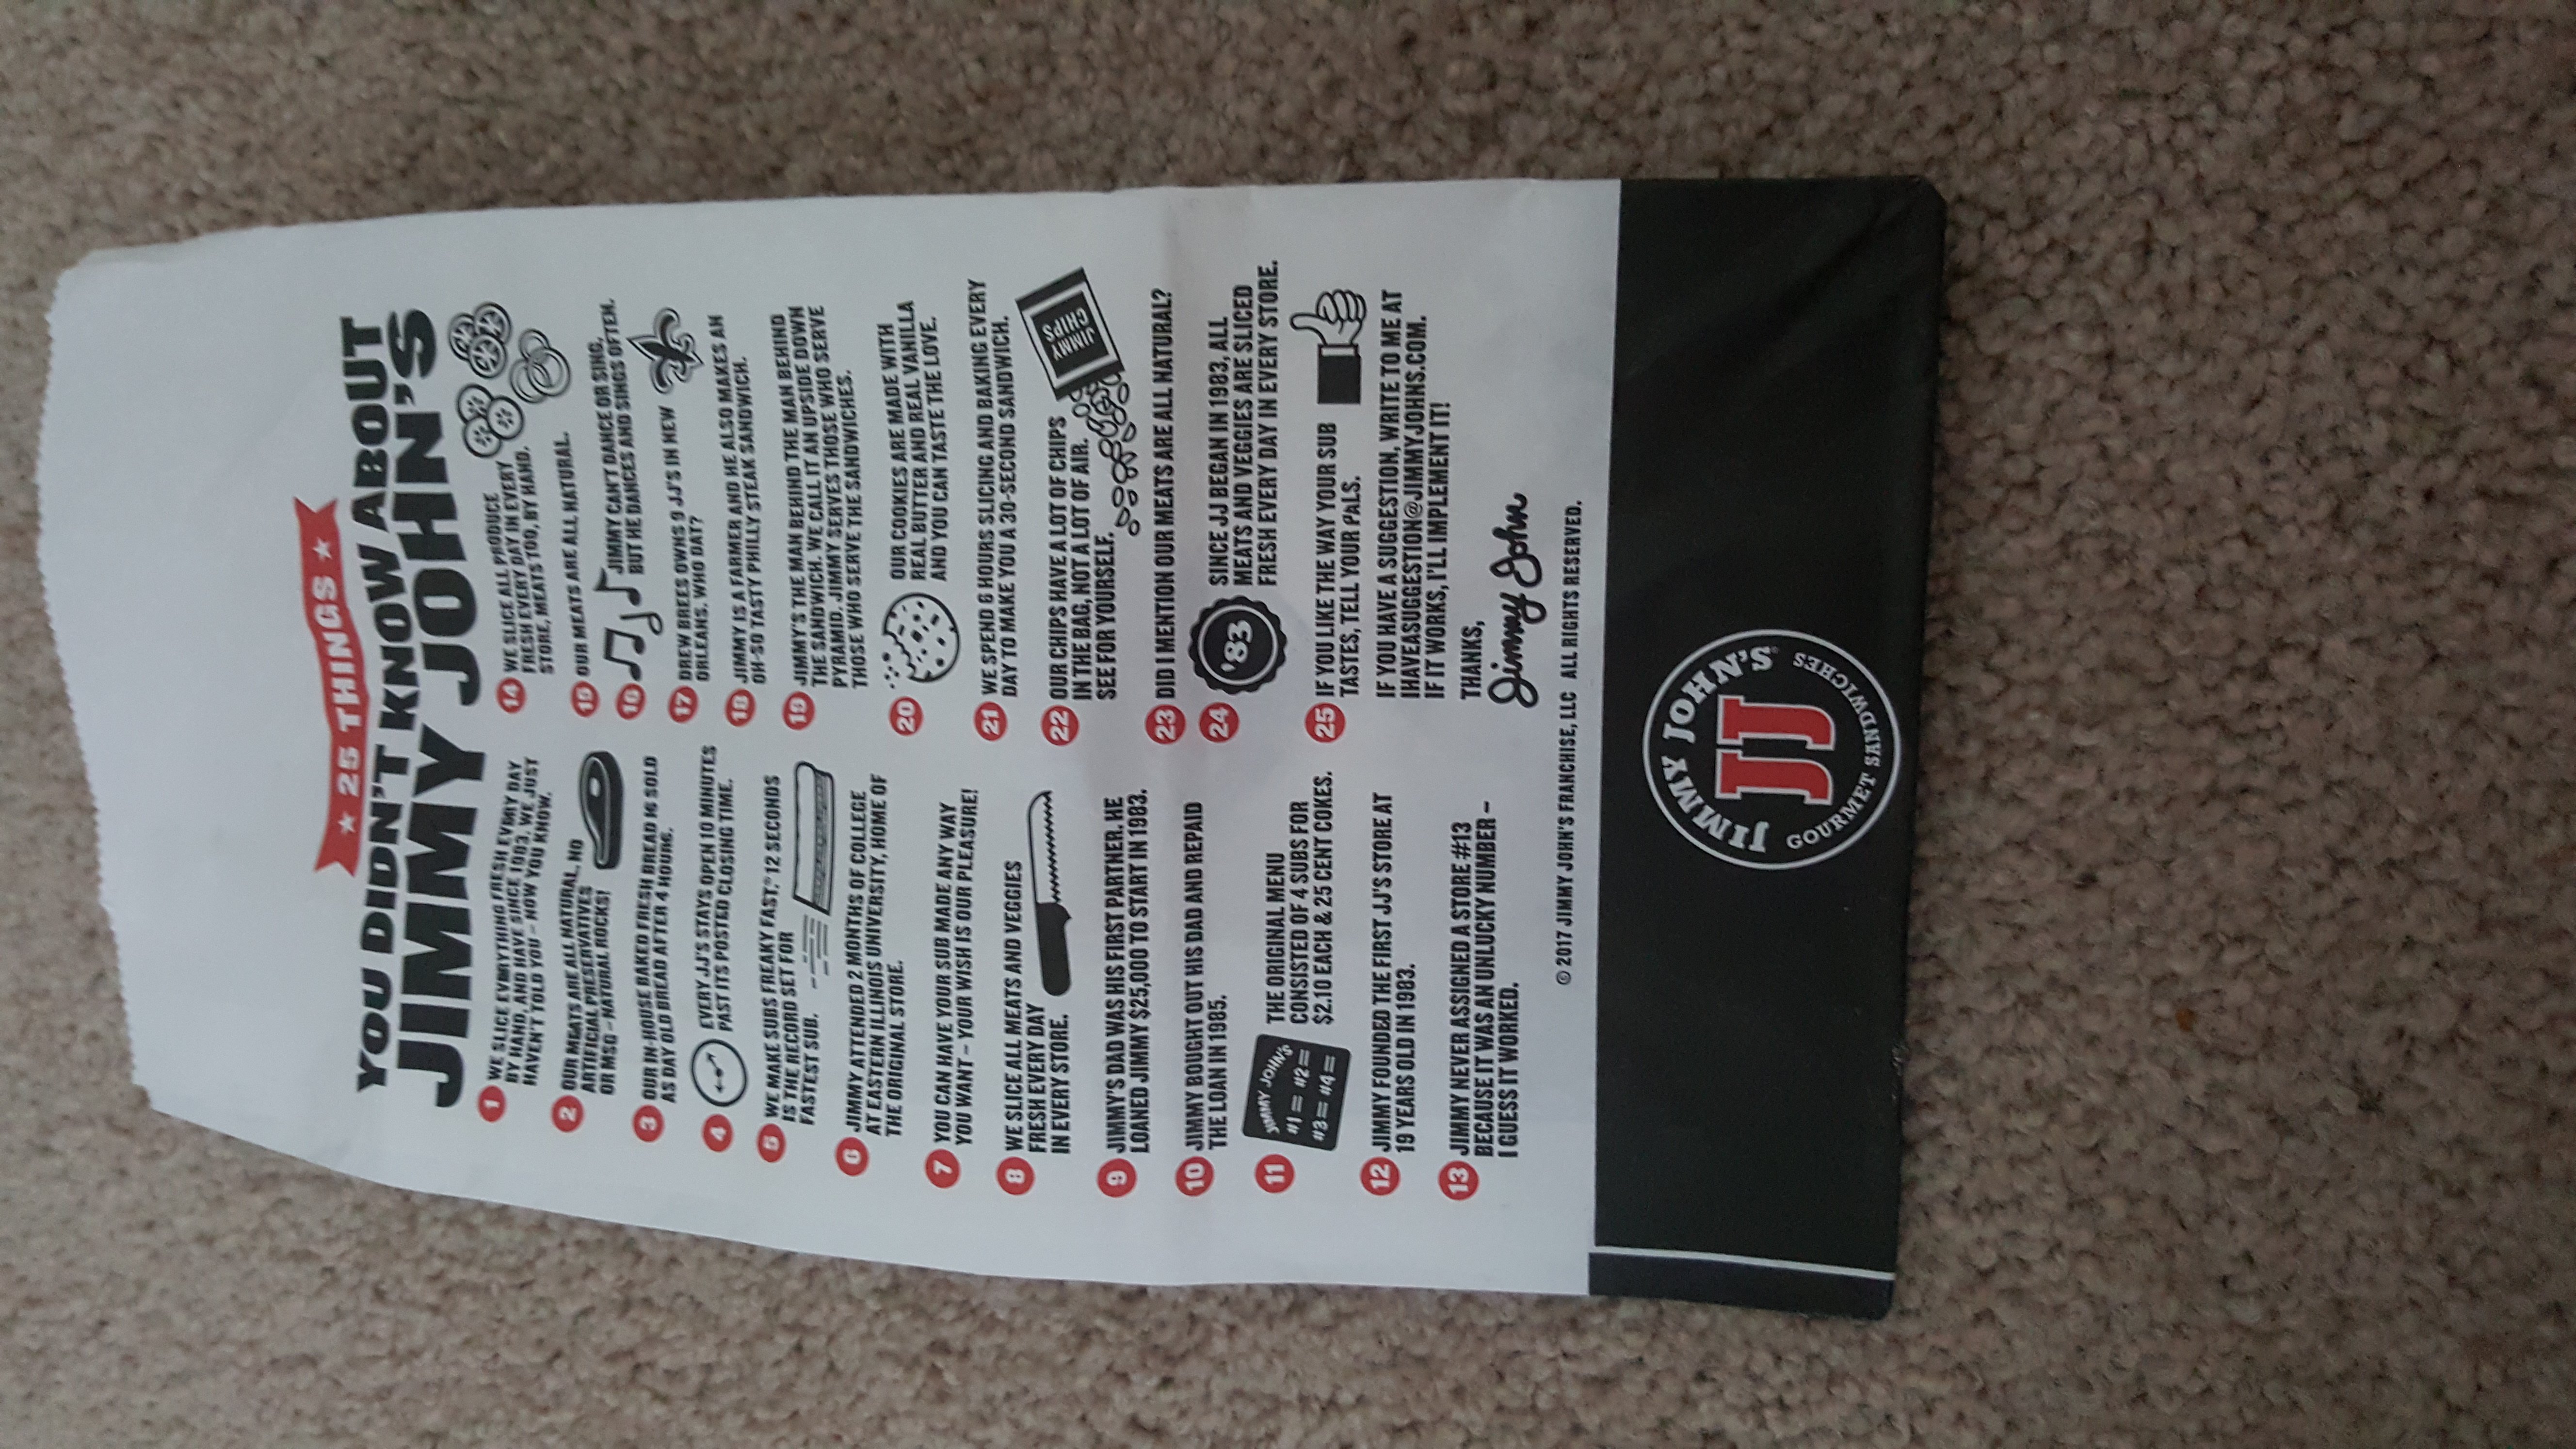 ★ 25 THINGS ★
YOU DIDN'T KNOW ABOUT
JIMMY JOHN'S
1 WE SLICE EVERYTHING FRESH EVERY DAY
BY HAND, AND HAVE SINCE 1983. WE JUST
HAVEN'T TOLD YOU – NOW YOU KNOW.
2 OUR MEATS ARE ALL NATURAL, NO
ARTIFICIAL PRESERVATIVES
OR MSG – NATURAL ROCKS!
3 OUR IN-HOUSE BAKED FRESH BREAD IS SOLD
AS DAY OLD BREAD AFTER 4 HOURS.
4 EVERY JJ'S STAYS OPEN 10 MINUTES
PAST ITS POSTED CLOSING TIME.
5 WE MAKE SUBS FREAKY FAST,® 12 SECONDS
IS THE RECORD SET FOR
FASTEST SUB.
6 JIMMY ATTENDED 2 MONTHS OF COLLEGE
AT EASTERN ILLINOIS UNIVERSITY, HOME OF
THE ORIGINAL STORE.
7 YOU CAN HAVE YOUR SUB MADE ANY WAY
YOU WANT – YOUR WISH IS OUR PLEASURE!
8 WE SLICE ALL MEATS AND VEGGIES
FRESH EVERY DAY
IN EVERY STORE.
9 JIMMY'S DAD WAS HIS FIRST PARTNER. HE
LOANED JIMMY $25,000 TO START IN 1983.
10 JIMMY BOUGHT OUT HIS DAD AND REPAID
THE LOAN IN 1985.
11 THE ORIGINAL MENU
CONSISTED OF 4 SUBS FOR
$2.10 EACH & 25 CENT COKES.
JIMMY JOHN'S
#1 = #2 =
#3 = #4 =
12 JIMMY FOUNDED THE FIRST JJ'S STORE AT
19 YEARS OLD IN 1983.
13 JIMMY NEVER ASSIGNED A STORE #13
BECAUSE IT WAS AN UNLUCKY NUMBER –
I GUESS IT WORKED.
14 WE SLICE ALL PRODUCE
FRESH EVERY DAY IN EVERY
STORE, MEATS TOO, BY HAND.
15 OUR MEATS ARE ALL NATURAL.
16 JIMMY CAN'T DANCE OR SING,
BUT HE DANCES AND SINGS OFTEN.
17 DREW BREES OWNS 9 JJ'S IN NEW
ORLEANS. WHO DAT?
18 JIMMY IS A FARMER AND HE ALSO MAKES AN
OH-SO TASTY PHILLY STEAK SANDWICH.
19 JIMMY'S THE MAN BEHIND THE MAN BEHIND
THE SANDWICH. WE CALL IT AN UPSIDE DOWN
PYRAMID. JIMMY SERVES THOSE WHO SERVE
THOSE WHO SERVE THE SANDWICHES.
20 OUR COOKIES ARE MADE WITH
REAL BUTTER AND REAL VANILLA
AND YOU CAN TASTE THE LOVE.
21 WE SPEND 6 HOURS SLICING AND BAKING EVERY
DAY TO MAKE YOU A 30-SECOND SANDWICH.
22 OUR CHIPS HAVE A LOT OF CHIPS
IN THE BAG, NOT A LOT OF AIR.
SEE FOR YOURSELF.
JIMMY
CHIPS
23 DID I MENTION OUR MEATS ARE ALL NATURAL?
24 SINCE JJ BEGAN IN 1983, ALL
MEATS AND VEGGIES ARE SLICED
FRESH EVERY DAY IN EVERY STORE.
'83
25 IF YOU LIKE THE WAY YOUR SUB
TASTES, TELL YOUR PALS.
IF YOU HAVE A SUGGESTION, WRITE TO ME AT
IHAVEASUGGESTION@JIMMYJOHNS.COM.
IF IT WORKS, I'LL IMPLEMENT IT!
THANKS,
Jimmy John
© 2017 JIMMY JOHN'S FRANCHISE, LLC ALL RIGHTS RESERVED.
JIMMY JOHN'S®
JJ
GOURMET SANDWICHES